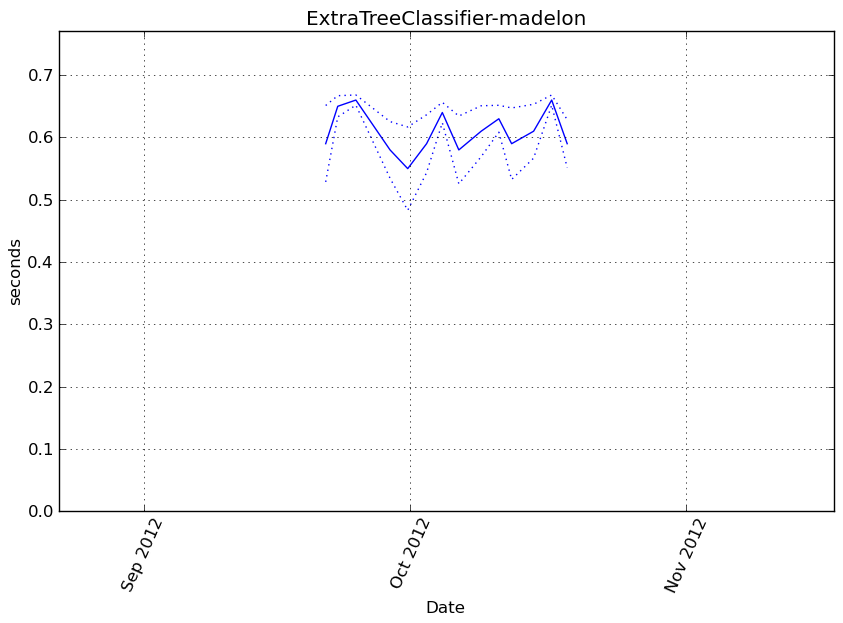 ExtraTreeClassifier-madelon
0.7
0.6
0.5
0.4
0.3
0.2
0.1
0.0
seconds
Sep 2012
Oct 2012
Nov 2012
Date